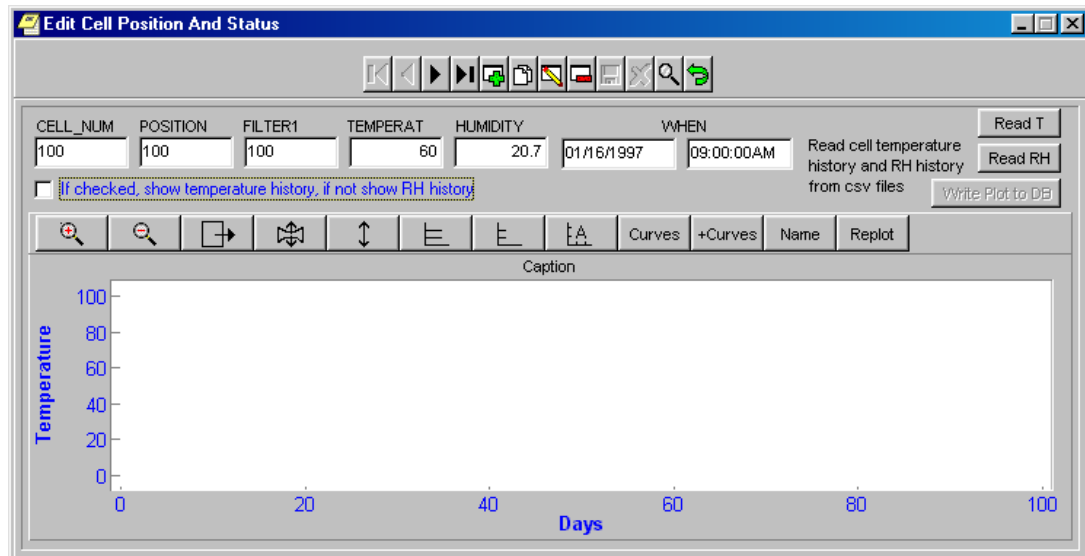 Edit Cell Position And Status
CELL_NUM POSITION FILTER1 TEMPERAT HUMIDITY WHEN
100 100 100 60 20.7 01/16/1997 09:00:00AM
Read cell temperature
history and RH history
from csv files
Read T
Read RH
Write Plot to DB
If checked, show temperature history, if not show RH history
A Curves +Curves Name Replot
Caption
Temperature
100
80
60
40
20
0
0 20 40 60 80 100
Days